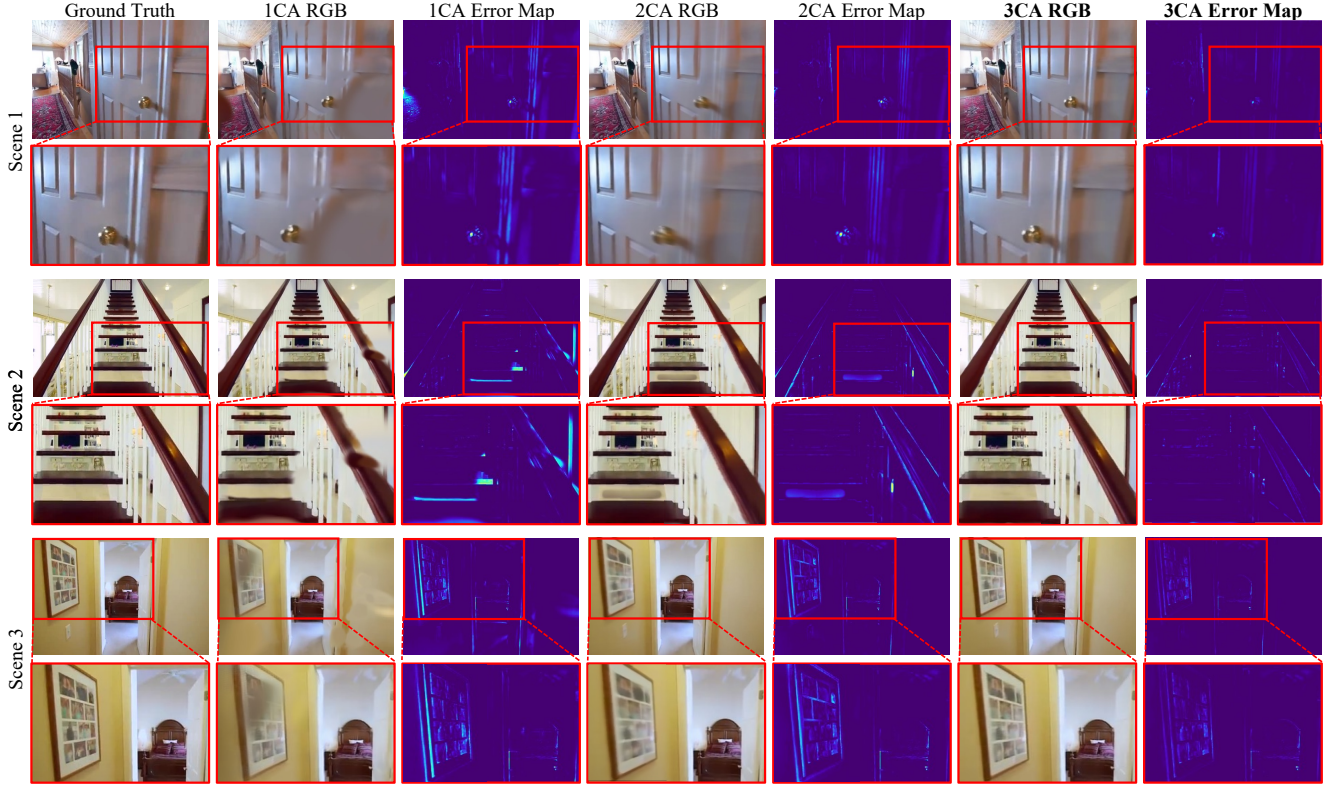 Ground Truth 1CA RGB 1CA Error Map 2CA RGB 2CA Error Map 3CA RGB 3CA Error Map
Scene 1
Scene 2
Scene 3